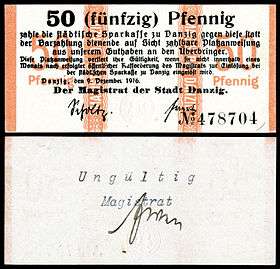 50 (fünfzig) Pfennig
zahle die städtische Sparkasse zu Danzig gegen diese statt
der Barzahlung dienende auf Sicht zahlbare Platzanweisung
aus unserem Guthaben an den Überbringer.
Diese Platzanweisung verliert ihre Gültigkeit, wenn sie nicht innerhalb eines
Monats nach erfolgter öffentlicher Aufforderung des Magistrats zur Einlösung bei
der städtischen Sparkasse zu Danzig eingelöst wird.
Pfennig
Danzig, den 9. Dezember 1916.
Der Magistrat der Stadt Danzig.
No 478704
Ungültig
Magistrat